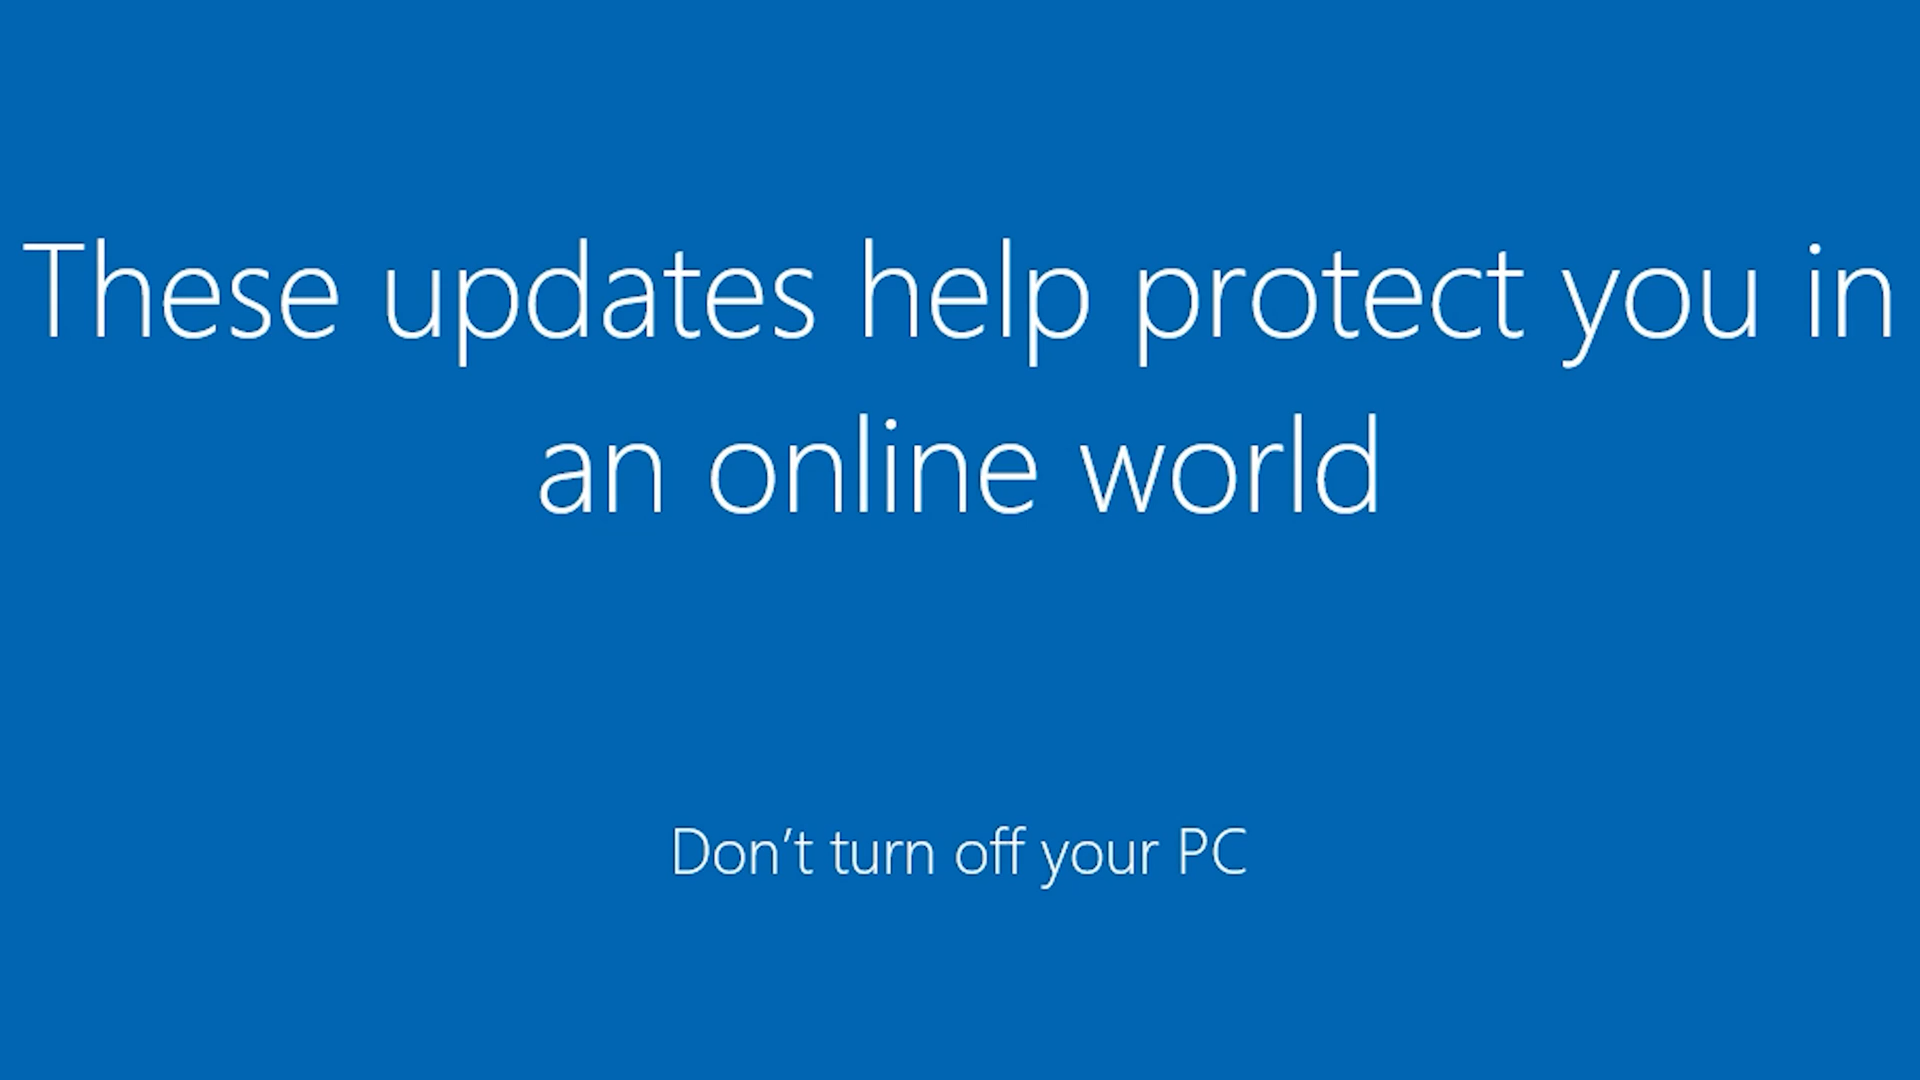 These updates help protect you in
an online world
Don’t turn off your PC